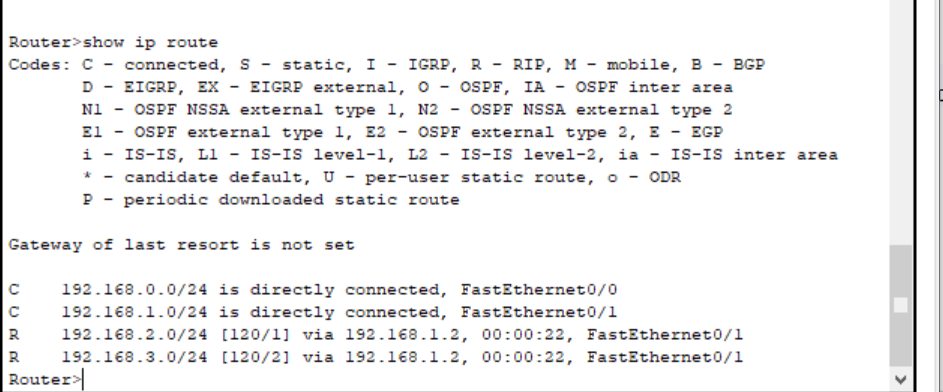 Router>show ip route
Codes: C - connected, S - static, I - IGRP, R - RIP, M - mobile, B - BGP
       D - EIGRP, EX - EIGRP external, O - OSPF, IA - OSPF inter area
       N1 - OSPF NSSA external type 1, N2 - OSPF NSSA external type 2
       E1 - OSPF external type 1, E2 - OSPF external type 2, E - EGP
       i - IS-IS, L1 - IS-IS level-1, L2 - IS-IS level-2, ia - IS-IS inter area
       * - candidate default, U - per-user static route, o - ODR
       P - periodic downloaded static route
Gateway of last resort is not set
C    192.168.0.0/24 is directly connected, FastEthernet0/0
C    192.168.1.0/24 is directly connected, FastEthernet0/1
R    192.168.2.0/24 [120/1] via 192.168.1.2, 00:00:22, FastEthernet0/1
R    192.168.3.0/24 [120/2] via 192.168.1.2, 00:00:22, FastEthernet0/1
Router>